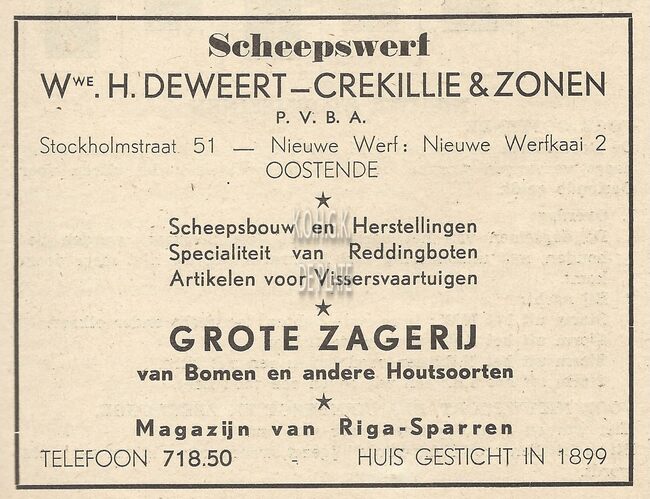 Scheepswerf
Wwe. H. DEWEERT – CREKILLIE & ZONEN
P. V. B. A.
Stockholmstraat 51 — Nieuwe Werf: Nieuwe Werfkaai 2
OOSTENDE
Scheepsbouw en Herstellingen
Specialiteit van Reddingboten
Artikelen voor Vissersvaartuigen
K.O.H.G.K.
DE PLATE
GROTE ZAGERIJ
van Bomen en andere Houtsoorten
Magazijn van Riga-Sparren
TELEFOON 718.50 - HUIS GESTICHT IN 1899